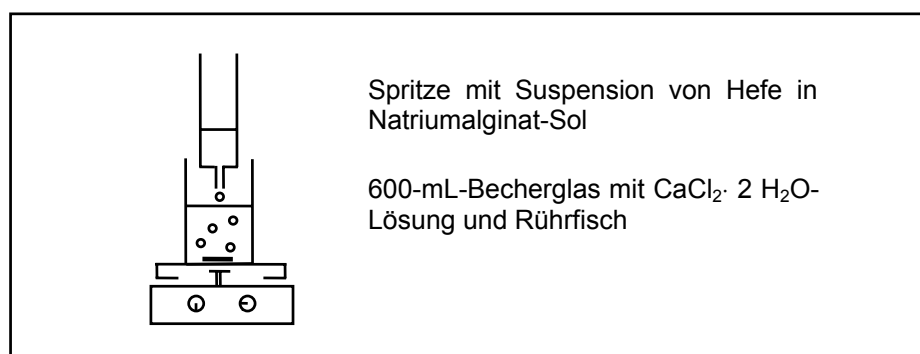 Spritze mit Suspension von Hefe in
Natriumalginat-Sol
600-mL-Becherglas mit CaCl₂· 2 H₂O-
Lösung und Rührfisch